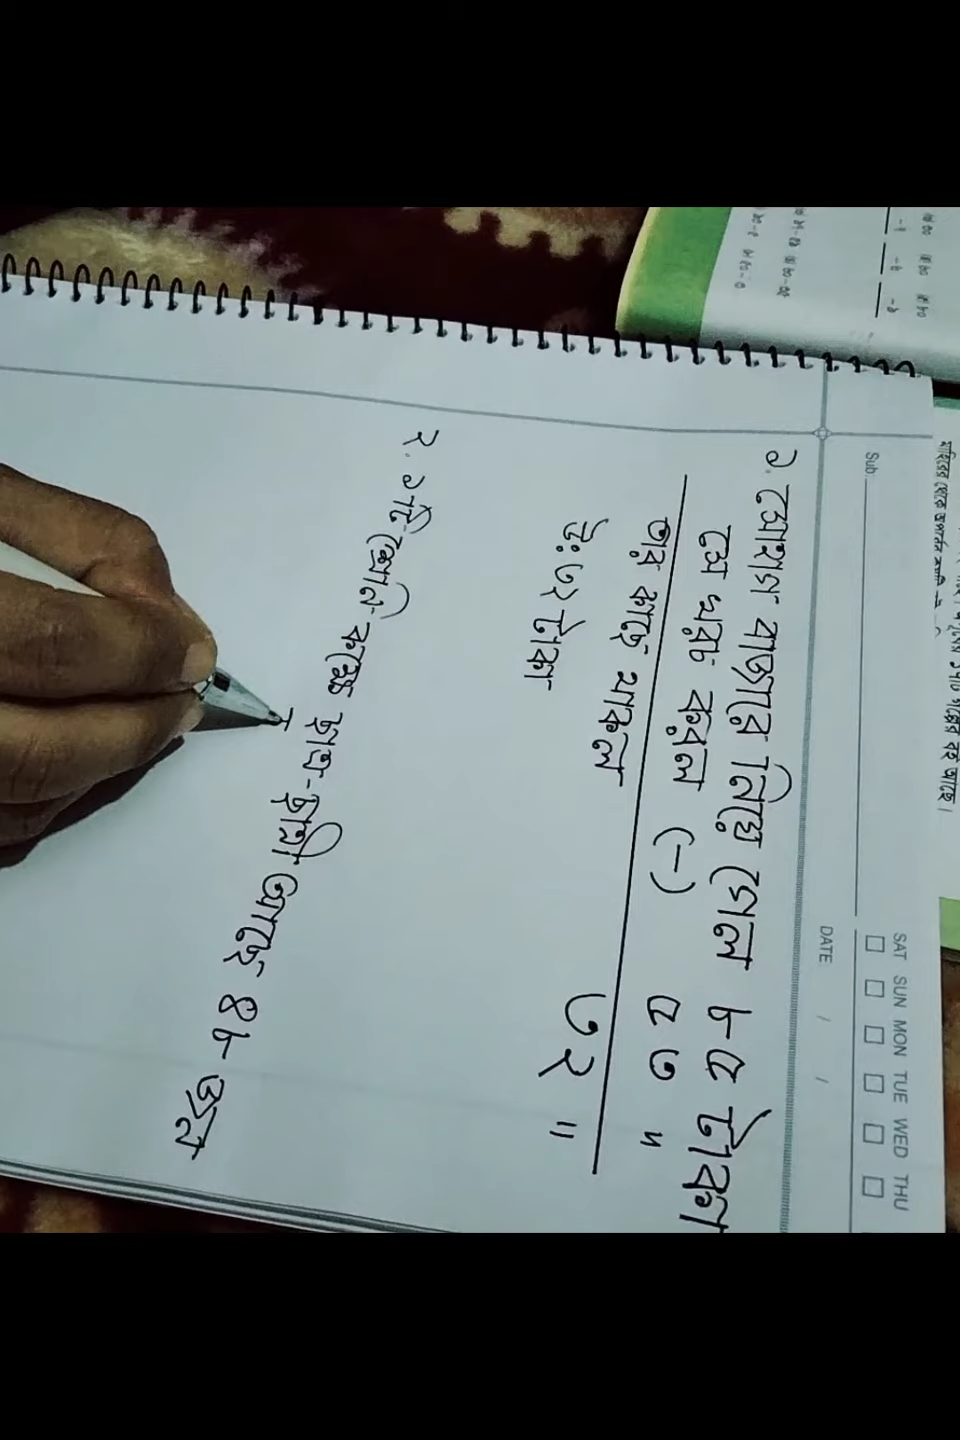 Sub:
SAT SUN MON TUE WED THU
DATE: / /
১. সোহাগ বাজারে নিয়ে গেল ৮৫ টাকা
সে খরচ করল (-) ৫৩ "
তার কাছে থাকল ৩২ "
উ: ৩২ টাকা
২. ১টি শ্রেণি কক্ষে ছাত্র-ছাত্রী আছে ৪৮ জন